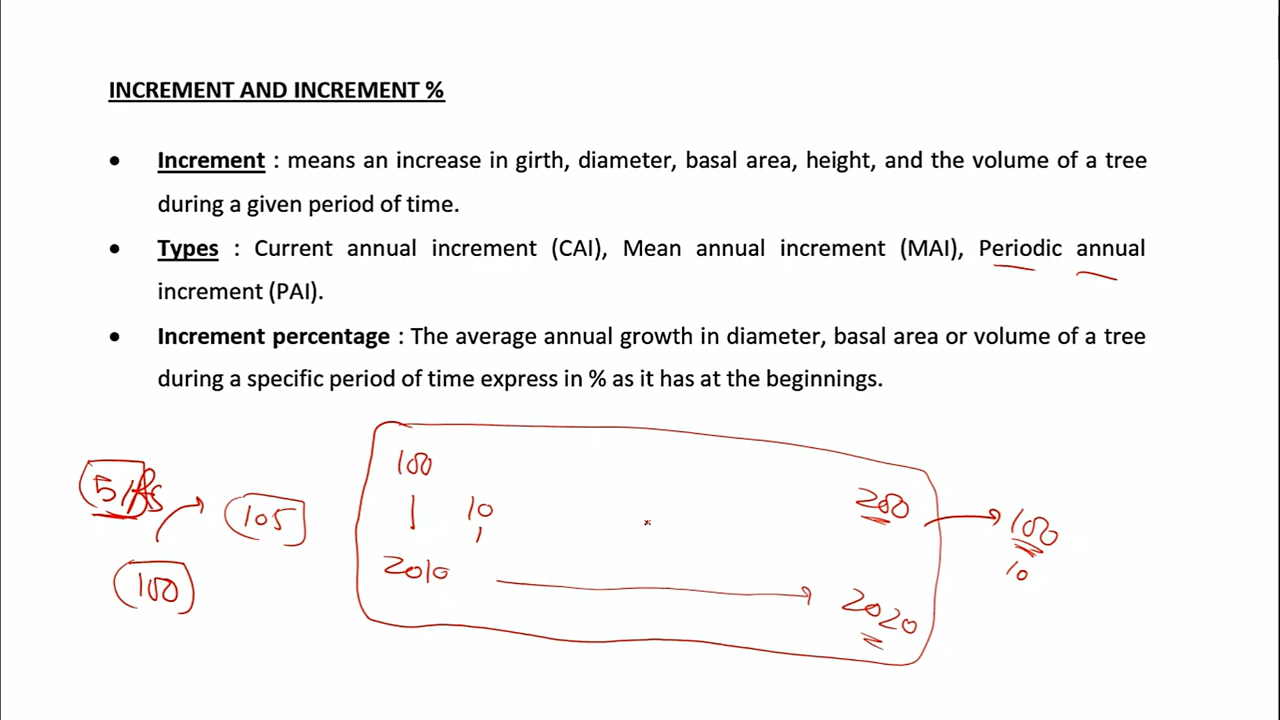 INCREMENT AND INCREMENT %
• Increment : means an increase in girth, diameter, basal area, height, and the volume of a tree
during a given period of time.
• Types : Current annual increment (CAI), Mean annual increment (MAI), Periodic annual
increment (PAI).
• Increment percentage : The average annual growth in diameter, basal area or volume of a tree
during a specific period of time express in % as it has at the beginnings.
100
10
200
100
10
105
2010
100
2020